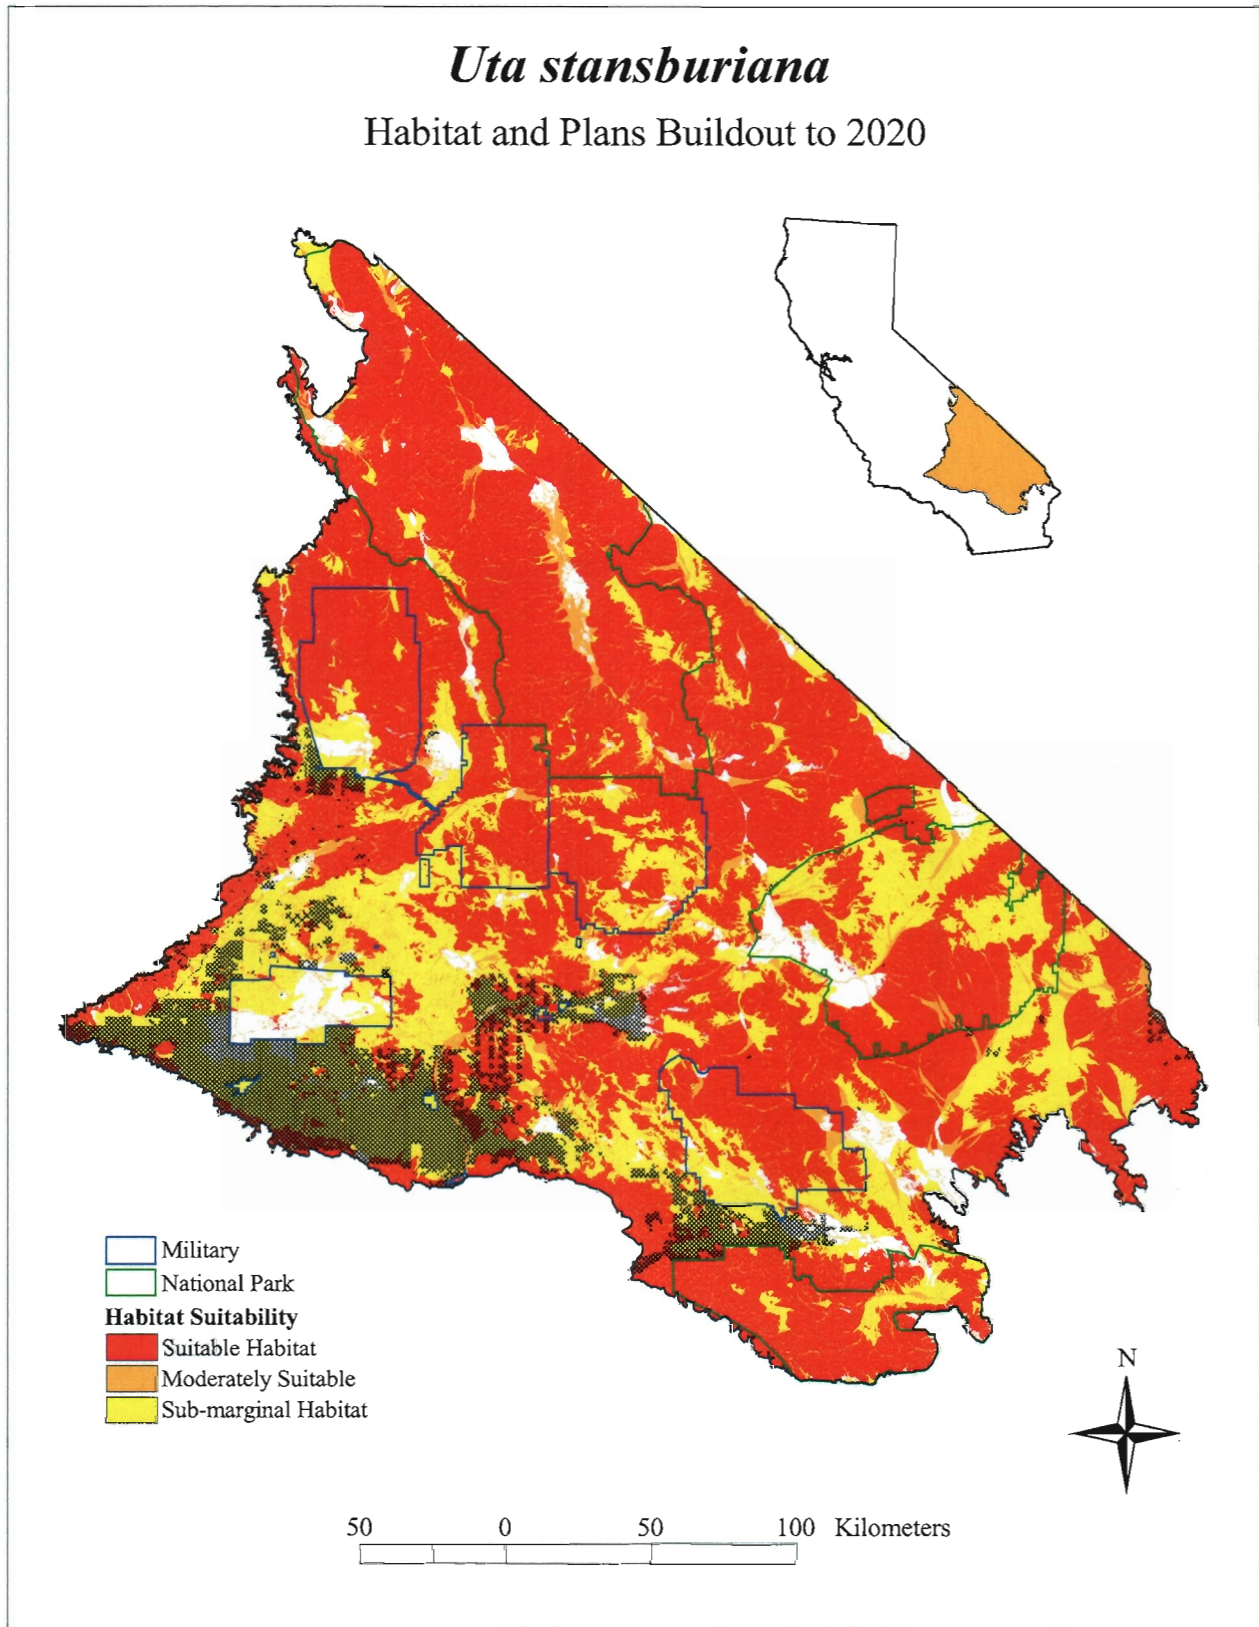 Uta stansburiana
Habitat and Plans Buildout to 2020
Military
National Park
Habitat Suitability
Suitable Habitat
Moderately Suitable
Sub-marginal Habitat
N
50 0 50 100 Kilometers